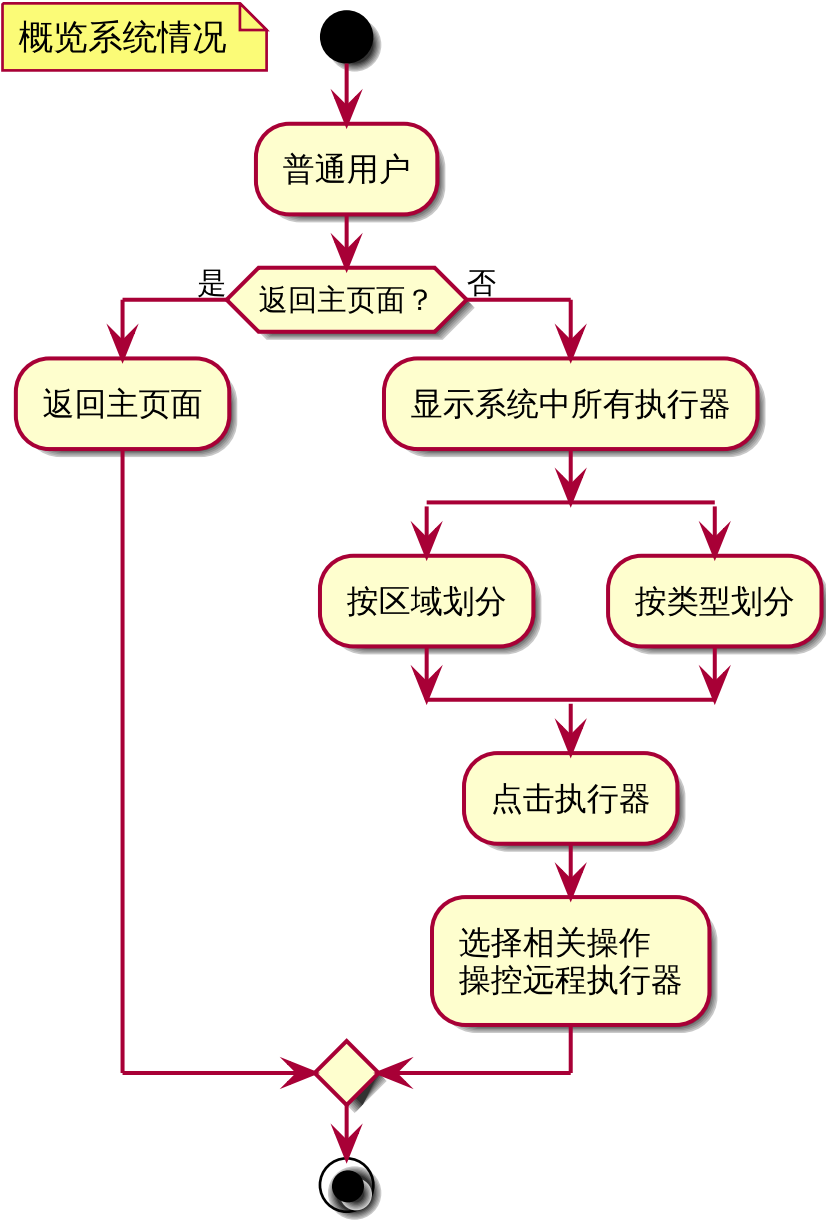 概览系统情况
普通用户
是
返回主页面？
否
返回主页面
显示系统中所有执行器
按区域划分
按类型划分
点击执行器
选择相关操作
操控远程执行器